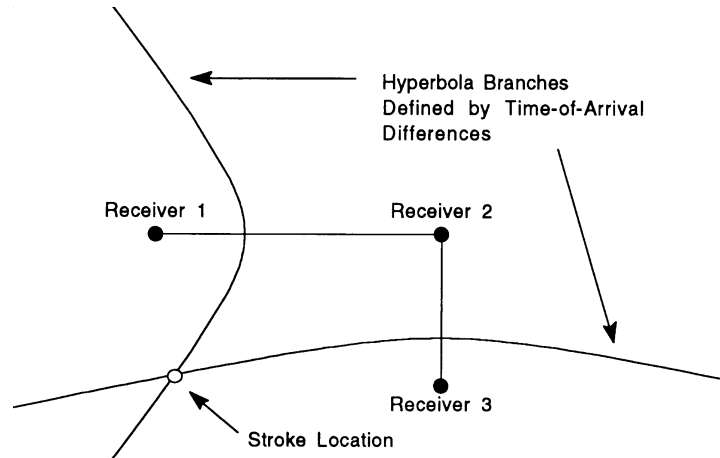 Hyperbola Branches
Defined by Time-of-Arrival
Differences
Receiver 1
Receiver 2
Receiver 3
Stroke Location